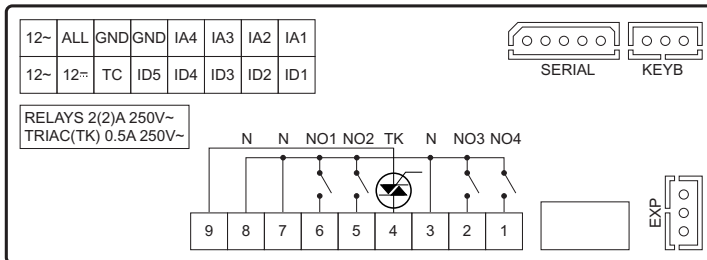 12~ ALL GND GND IA4 IA3 IA2 IA1
12~ 12⎓ TC ID5 ID4 ID3 ID2 ID1
SERIAL KEYB
RELAYS 2(2)A 250V~
TRIAC(TK) 0.5A 250V~
N N NO1 NO2 TK N NO3 NO4
EXP
9 8 7 6 5 4 3 2 1